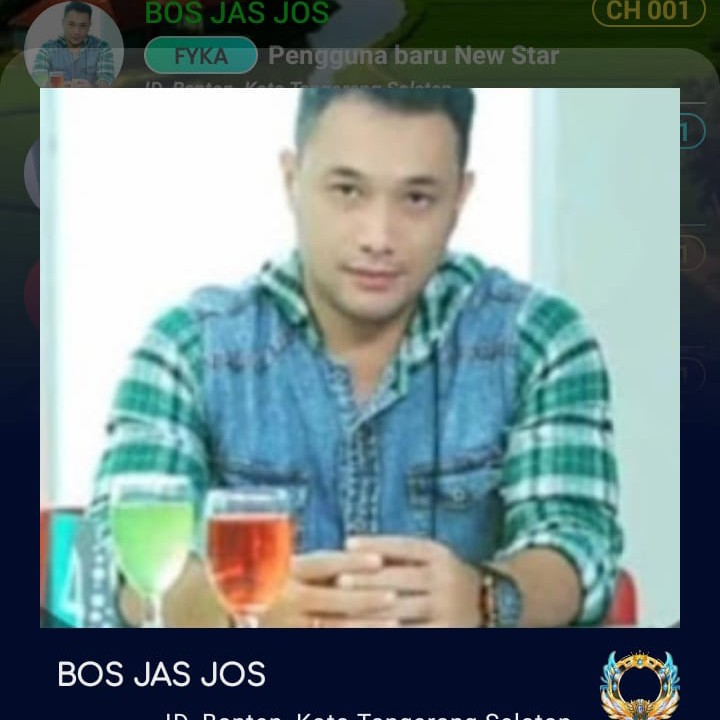 BOS JAS JOS
CH 001
FYKA
Pengguna baru New Star
ID, Banten, Kota Tangerang Selatan
1
BOS JAS JOS
ID, Banten, Kota Tangerang Selatan